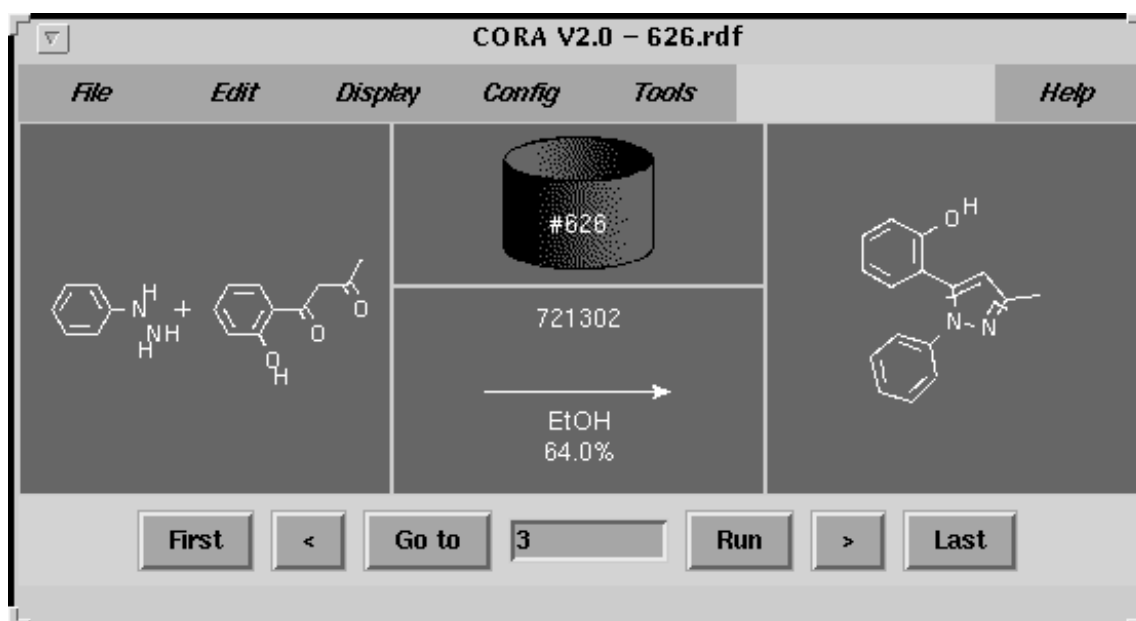 CORA V2.0 – 626.rdf
File Edit Display Config Tools Help
#626
721302
EtOH
64.0%
H
N
+
NH
H
O
O
O
H
O H
N
N
First < Go to 3 Run > Last